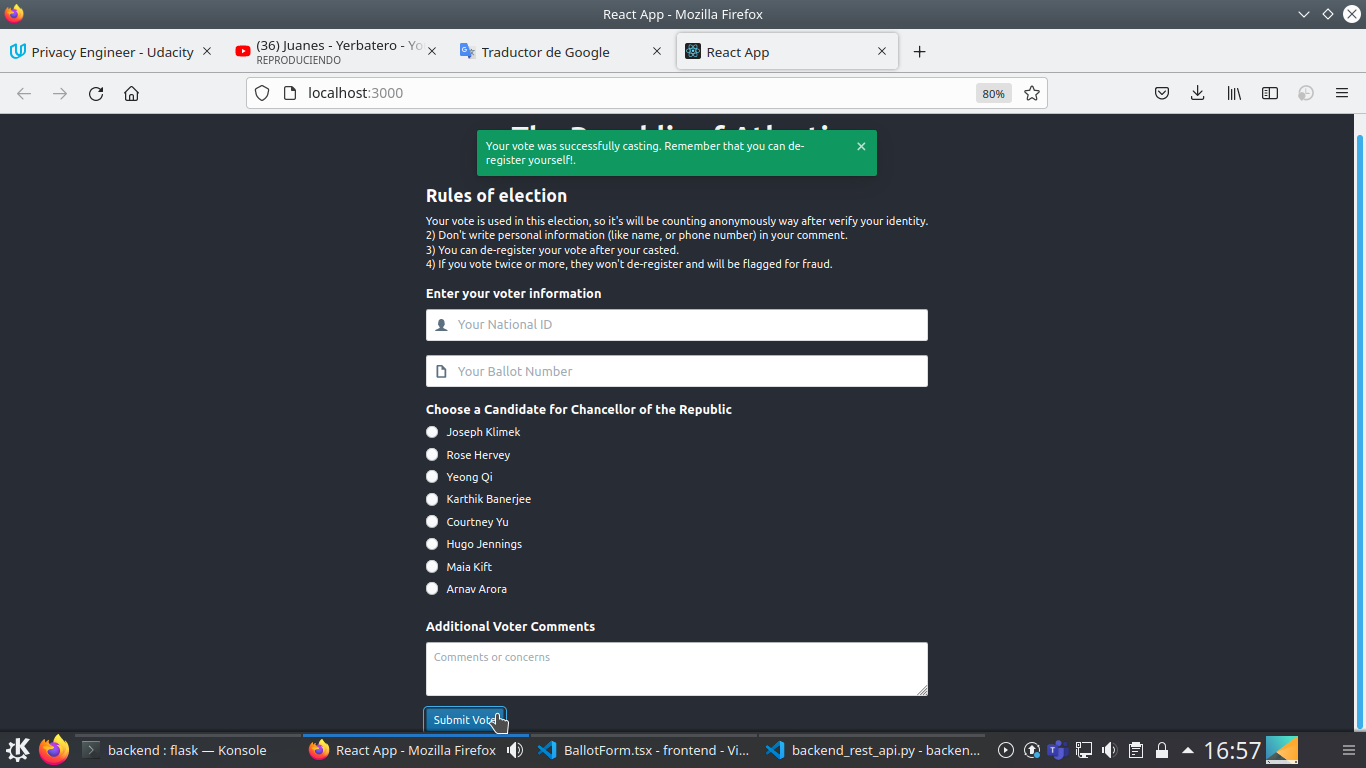 React App - Mozilla Firefox
Privacy Engineer - Udacity
(36) Juanes - Yerbatero - Yo
REPRODUCIENDO
Traductor de Google
React App
localhost:3000
80%
Your vote was successfully casting. Remember that you can de-
register yourself!.
Rules of election
Your vote is used in this election, so it's will be counting anonymously way after verify your identity.
2) Don't write personal information (like name, or phone number) in your comment.
3) You can de-register your vote after your casted.
4) If you vote twice or more, they won't de-register and will be flagged for fraud.
Enter your voter information
Your National ID
Your Ballot Number
Choose a Candidate for Chancellor of the Republic
Joseph Klimek
Rose Hervey
Yeong Qi
Karthik Banerjee
Courtney Yu
Hugo Jennings
Maia Kift
Arnav Arora
Additional Voter Comments
Comments or concerns
Submit Vote
backend : flask — Konsole
React App - Mozilla Firefox
BallotForm.tsx - frontend - Vi...
backend_rest_api.py - backen...
16:57